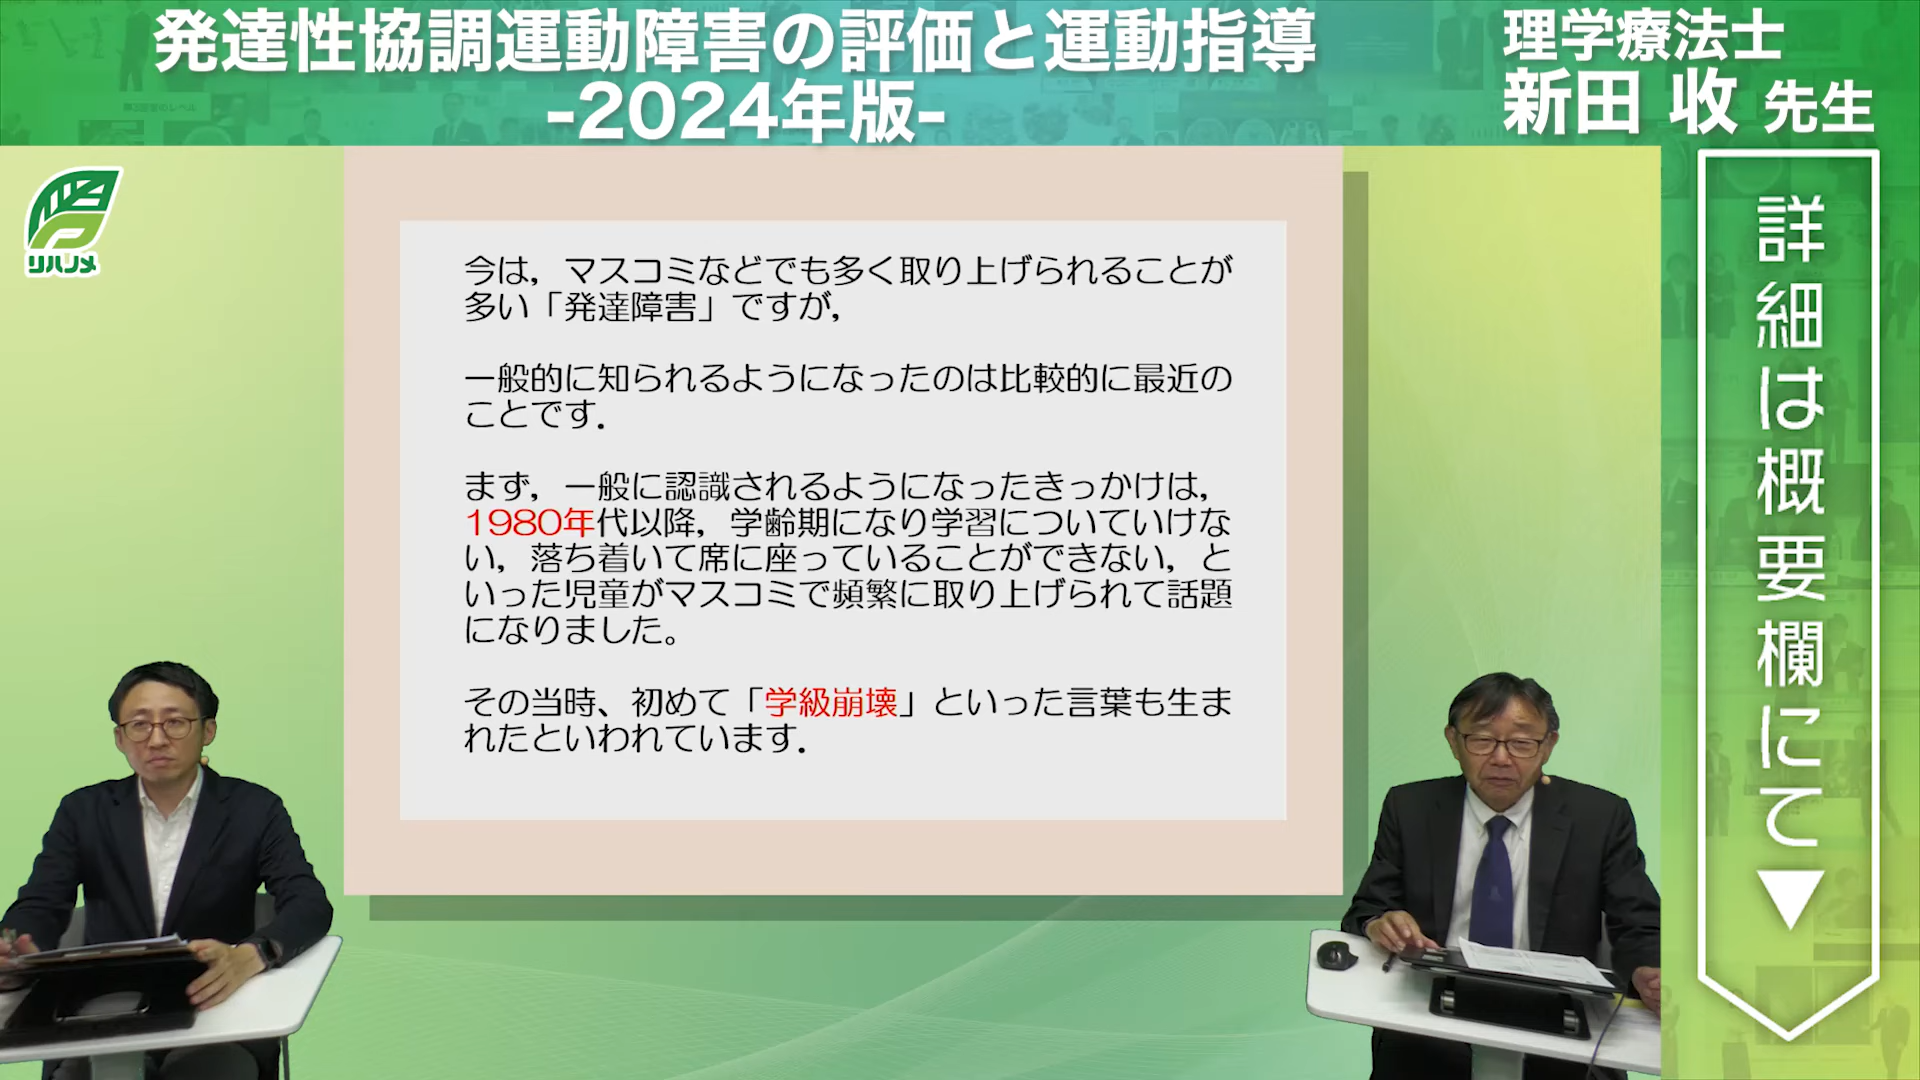 発達性協調運動障害の評価と運動指導
-2024年版-
理学療法士
新田 収 先生
リハノメ
今は，マスコミなどでも多く取り上げられることが
多い「発達障害」ですが，
一般的に知られるようになったのは比較的に最近の
ことです．
まず，一般に認識されるようになったきっかけは，
1980年代以降，学齢期になり学習についていけな
い，落ち着いて席に座っていることができない，と
いった児童がマスコミで頻繁に取り上げられて話題
になりました。
その当時、初めて「学級崩壊」といった言葉も生ま
れたといわれています．
詳細は概要欄にて▼